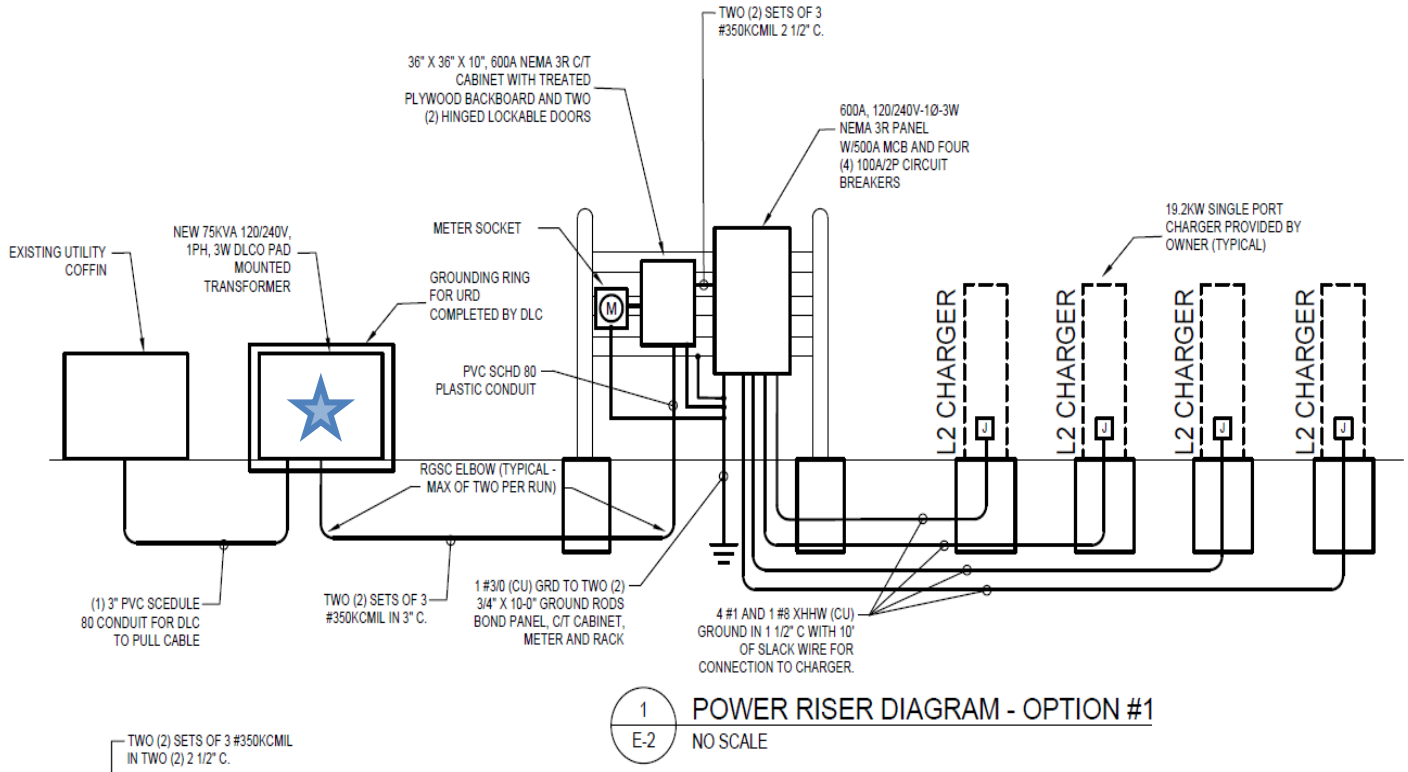 TWO (2) SETS OF 3
#350KCMIL 2 1/2" C.
36" X 36" X 10", 600A NEMA 3R C/T
CABINET WITH TREATED
PLYWOOD BACKBOARD AND TWO
(2) HINGED LOCKABLE DOORS
600A, 120/240V-1Ø-3W
NEMA 3R PANEL
W/500A MCB AND FOUR
(4) 100A/2P CIRCUIT
BREAKERS
19.2KW SINGLE PORT
CHARGER PROVIDED BY
OWNER (TYPICAL)
METER SOCKET
NEW 75KVA 120/240V,
1PH, 3W DLCO PAD
MOUNTED
TRANSFORMER
EXISTING UTILITY
COFFIN
GROUNDING RING
FOR URD
COMPLETED BY DLC
M
PVC SCHD 80
PLASTIC CONDUIT
L2 CHARGER
L2 CHARGER
L2 CHARGER
L2 CHARGER
J
J
J
J
RGSC ELBOW (TYPICAL -
MAX OF TWO PER RUN)
(1) 3" PVC SCEDULE
80 CONDUIT FOR DLC
TO PULL CABLE
TWO (2) SETS OF 3
#350KCMIL IN 3" C.
1 #3/0 (CU) GRD TO TWO (2)
3/4" X 10-0" GROUND RODS
BOND PANEL, C/T CABINET,
METER AND RACK
4 #1 AND 1 #8 XHHW (CU)
GROUND IN 1 1/2" C WITH 10'
OF SLACK WIRE FOR
CONNECTION TO CHARGER.
1
E-2
POWER RISER DIAGRAM - OPTION #1
NO SCALE
TWO (2) SETS OF 3 #350KCMIL
IN TWO (2) 2 1/2" C.